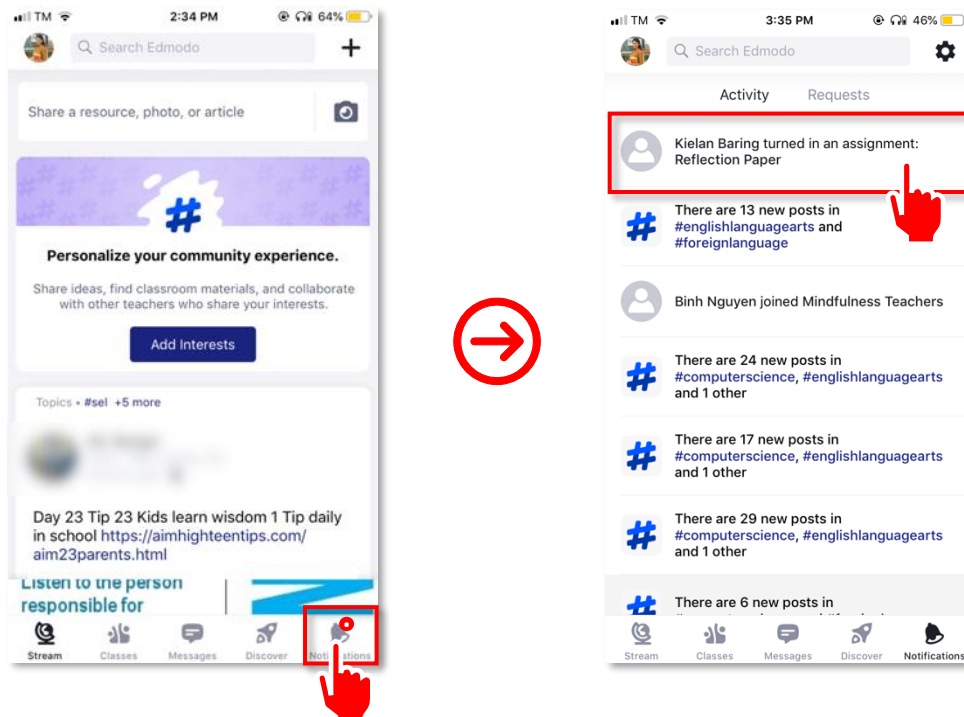 TM 2:34 PM 64%
Search Edmodo
Share a resource, photo, or article
Personalize your community experience.
Share ideas, find classroom materials, and collaborate
with other teachers who share your interests.
Add Interests
Topics • #sel +5 more
Day 23 Tip 23 Kids learn wisdom 1 Tip daily
in school https://aimhighteentips.com/
aim23parents.html
Listen to the person
responsible for
Stream Classes Messages Discover Notifications
TM 3:35 PM 46%
Search Edmodo
Activity Requests
Kielan Baring turned in an assignment:
Reflection Paper
There are 13 new posts in
#englishlanguagearts and
#foreignlanguage
Binh Nguyen joined Mindfulness Teachers
There are 24 new posts in
#computerscience, #englishlanguagearts
and 1 other
There are 17 new posts in
#computerscience, #englishlanguagearts
and 1 other
There are 29 new posts in
#computerscience, #englishlanguagearts
and 1 other
There are 6 new posts in
Stream Classes Messages Discover Notifications